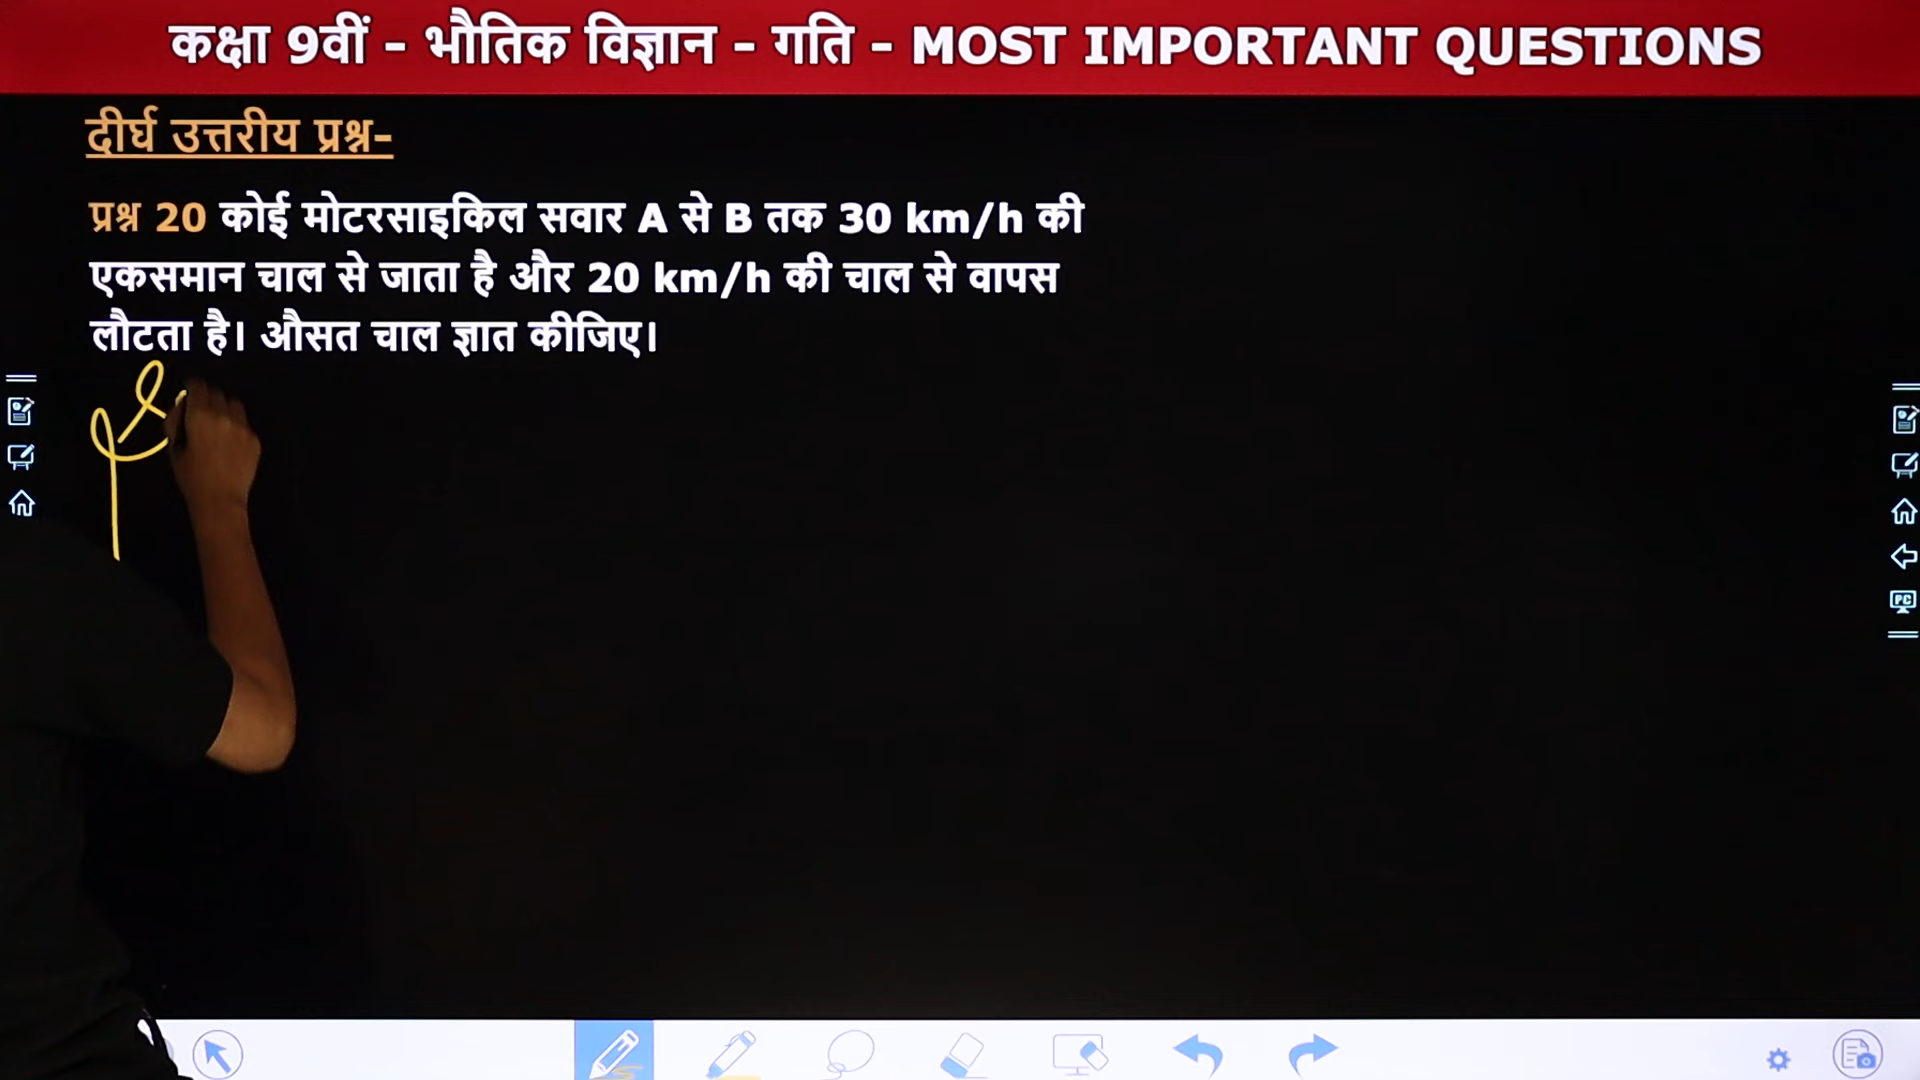 कक्षा 9वीं - भौतिक विज्ञान - गति - MOST IMPORTANT QUESTIONS
दीर्घ उत्तरीय प्रश्न-
प्रश्न 20 कोई मोटरसाइकिल सवार A से B तक 30 km/h की
एकसमान चाल से जाता है और 20 km/h की चाल से वापस
लौटता है। औसत चाल ज्ञात कीजिए।
PC